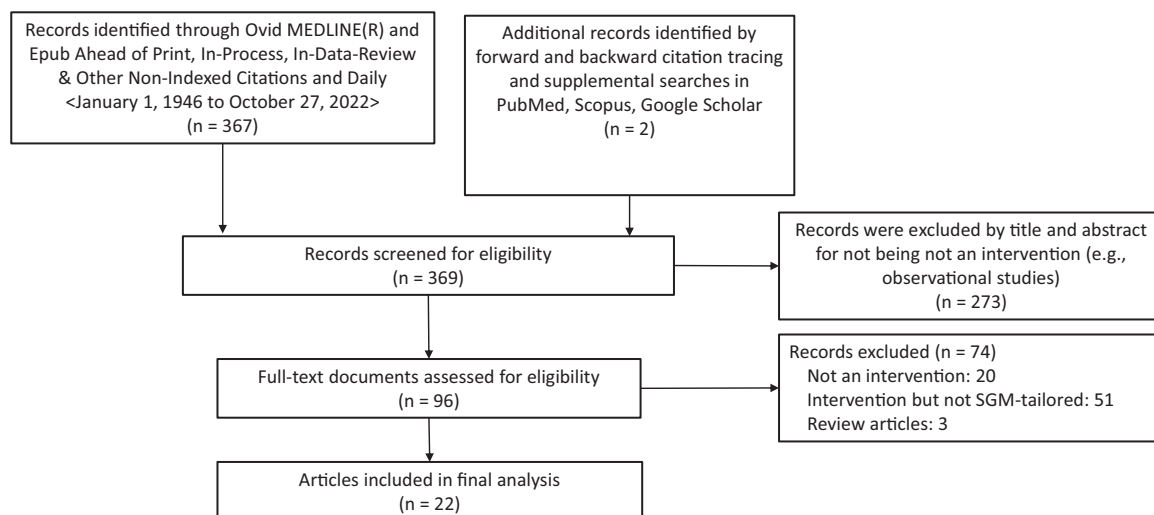 Records identified through Ovid MEDLINE(R) and
Epub Ahead of Print, In-Process, In-Data-Review
& Other Non-Indexed Citations and Daily
<January 1, 1946 to October 27, 2022>
(n = 367)
Additional records identified by
forward and backward citation tracing
and supplemental searches in
PubMed, Scopus, Google Scholar
(n = 2)
Records screened for eligibility
(n = 369)
Records were excluded by title and abstract
for not being not an intervention (e.g.,
observational studies)
(n = 273)
Full-text documents assessed for eligibility
(n = 96)
Records excluded (n = 74)
Not an intervention: 20
Intervention but not SGM-tailored: 51
Review articles: 3
Articles included in final analysis
(n = 22)